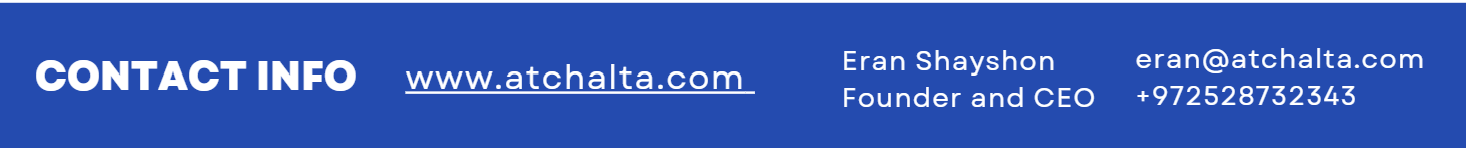 CONTACT INFO
www.atchalta.com
Eran Shayshon
Founder and CEO
eran@atchalta.com
+972528732343